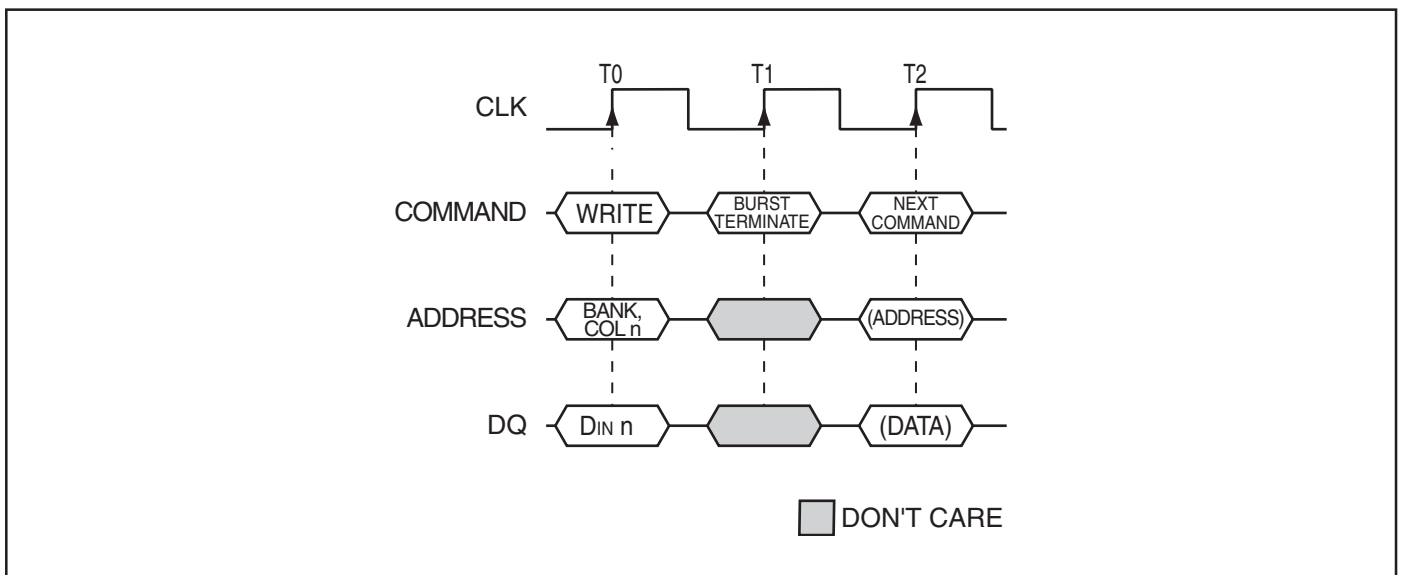 T0 T1 T2
CLK
COMMAND WRITE BURST TERMINATE NEXT COMMAND
ADDRESS BANK, COL n (ADDRESS)
DQ DIN n (DATA)
DON'T CARE